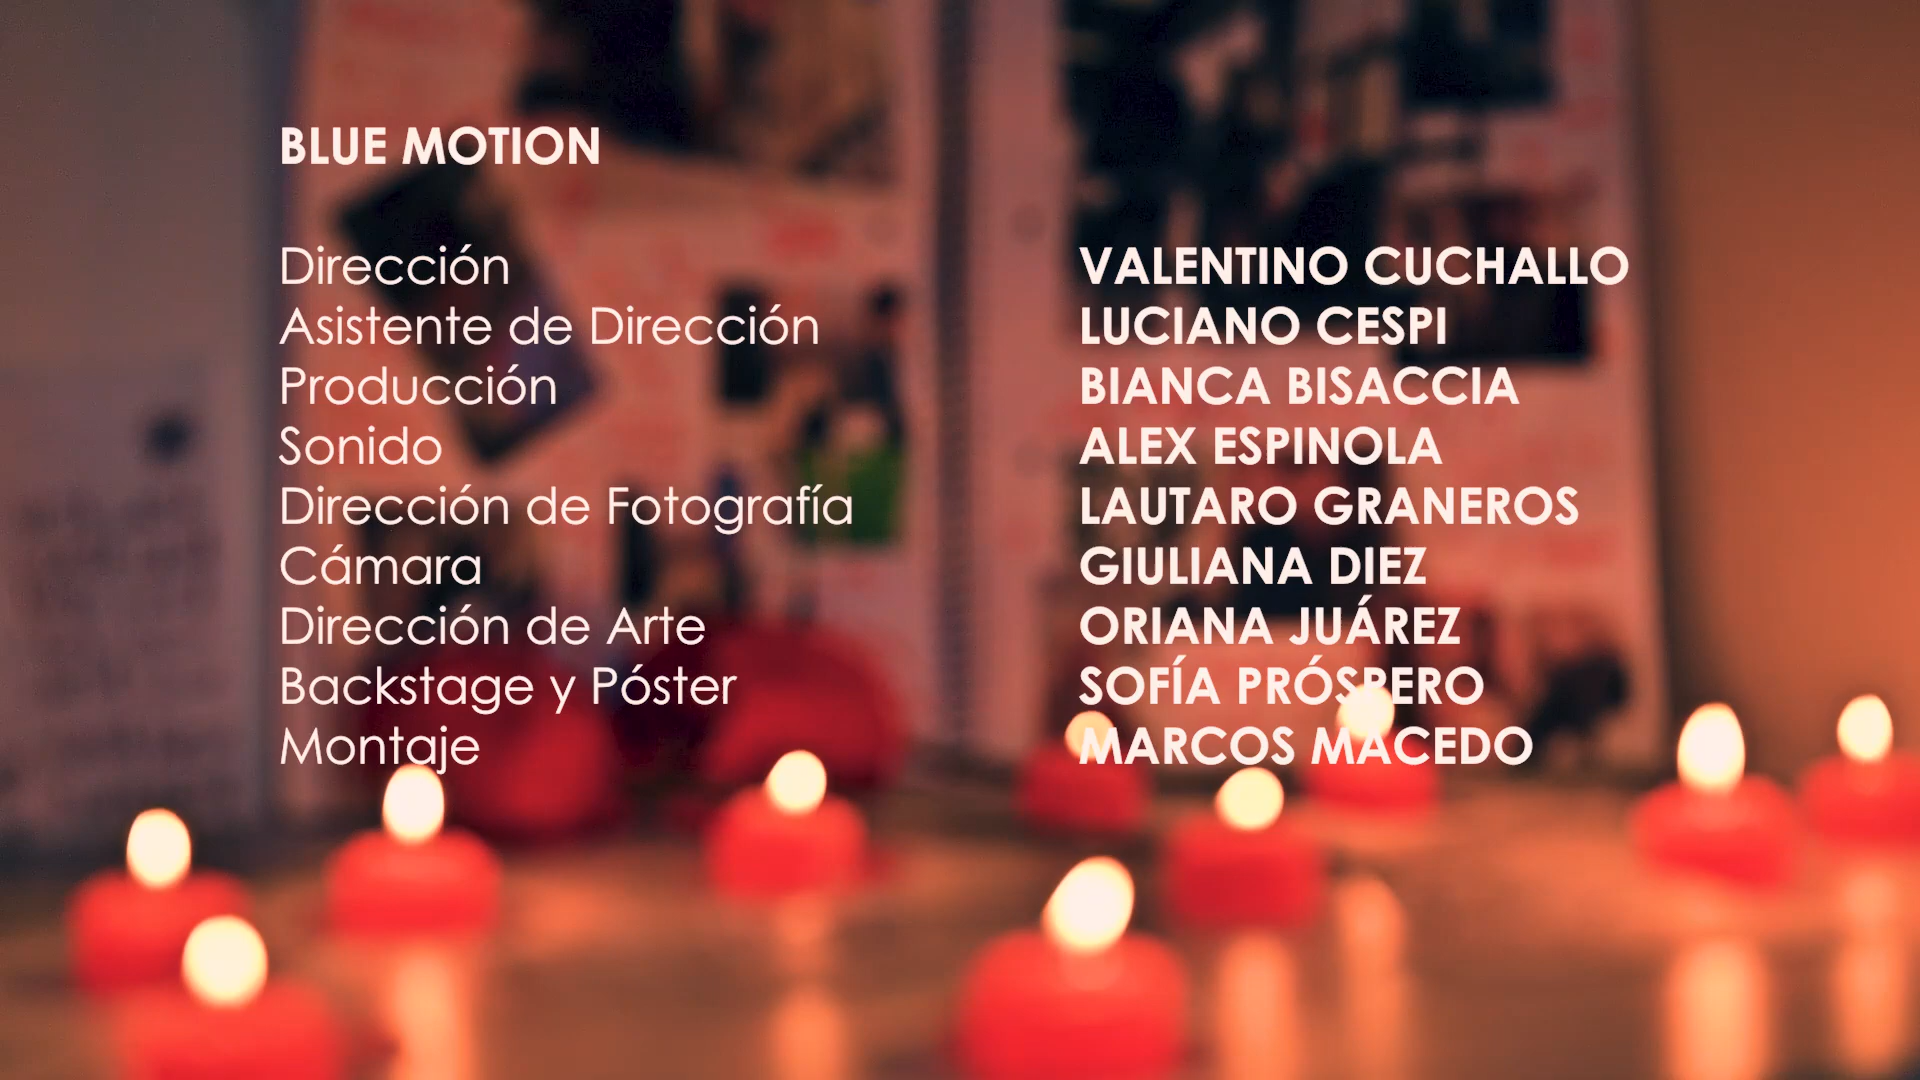 BLUE MOTION
Dirección VALENTINO CUCHALLO
Asistente de Dirección LUCIANO CESPI
Producción BIANCA BISACCIA
Sonido ALEX ESPINOLA
Dirección de Fotografía LAUTARO GRANEROS
Cámara GIULIANA DIEZ
Dirección de Arte ORIANA JUÁREZ
Backstage y Póster SOFÍA PRÓSPERO
Montaje MARCOS MACEDO